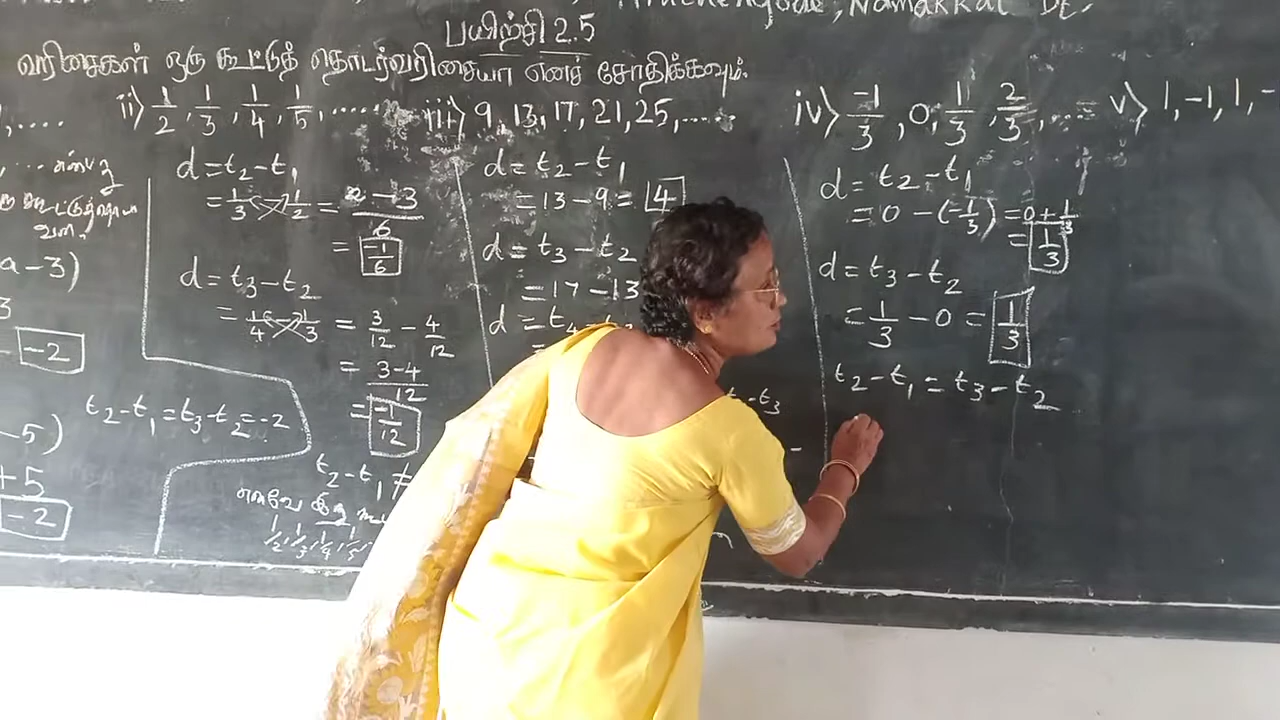 Namakkal Dt.
பயிற்சி 2.5
வரிசைகள் ஒரு கூட்டுத் தொடர்வரிசையா எனச் சோதிக்கவும்.
,....
ii) 1/2, 1/3, 1/4, 1/5, .....
iii) 9, 13, 17, 21, 25, ......
iv) -1/3, 0, 1/3, 2/3, ...
v) 1, -1, 1, -
a-3)
3
-2
-5)
+5
-2
t₂-t₁=t₃-t₂=-2
d=t₂-t₁
=1/3-1/2=2-3/6
=-1/6
d=t₃-t₂
=1/4-1/3=3/12-4/12
=3-4/12
=-1/12
t₂-t₁≠
எனவே இது
1/2, 1/3, 1/4, 1/5
d=t₂-t₁
=13-9=4
d=t₃-t₂
=17-13
d=t₄
-t₃
d=t₂-t₁
=0-(-1/3)=0+1/3
=1/3
d=t₃-t₂
=1/3-0=1/3
t₂-t₁=t₃-t₂